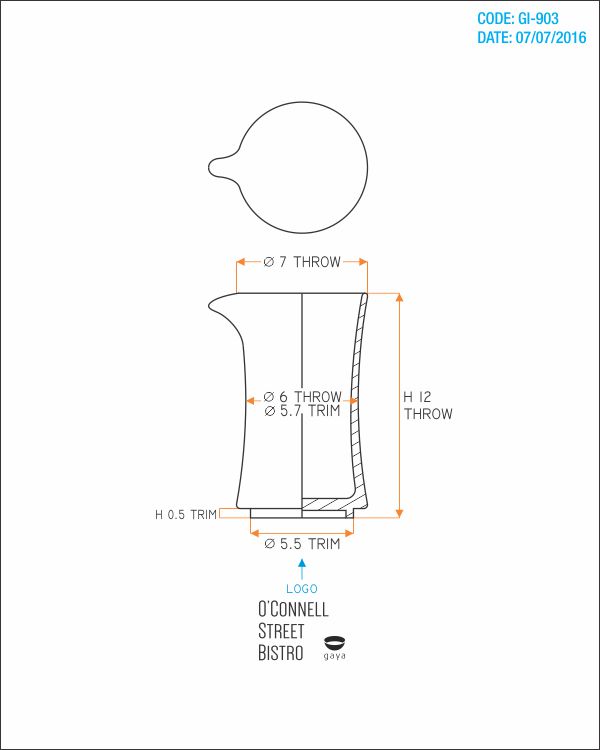 CODE: GI-903
DATE: 07/07/2016
Ø 7 THROW
Ø 6 THROW
Ø 5.7 TRIM
H 12
THROW
H 0.5 TRIM
Ø 5.5 TRIM
LOGO
O'CONNELL
STREET
BISTRO
gaya